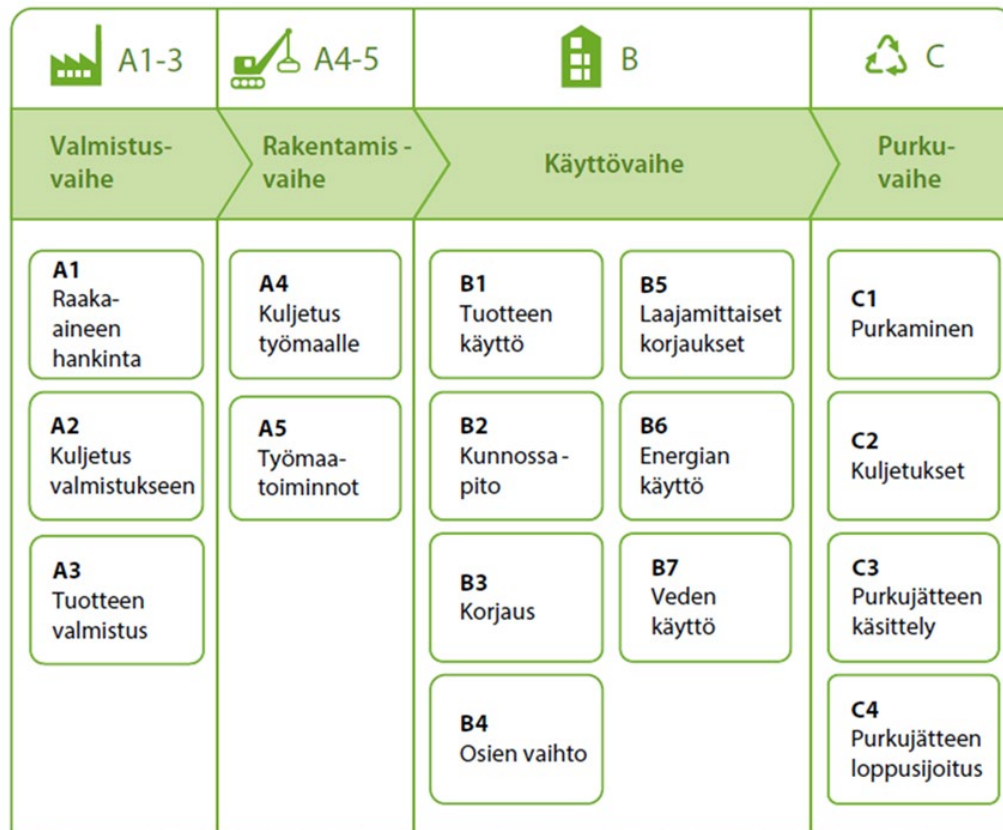 A1-3
A4-5
B
C
Valmistus-
vaihe
Rakentamis -
vaihe
Käyttövaihe
Purku-
vaihe
A1
Raaka-
aineen
hankinta
A2
Kuljetus
valmistukseen
A3
Tuotteen
valmistus
A4
Kuljetus
työmaalle
A5
Työmaa-
toiminnot
B1
Tuotteen
käyttö
B2
Kunnossa -
pito
B3
Korjaus
B4
Osien vaihto
B5
Laajamittaiset
korjaukset
B6
Energian
käyttö
B7
Veden
käyttö
C1
Purkaminen
C2
Kuljetukset
C3
Purkujätteen
käsittely
C4
Purkujätteen
loppusijoitus